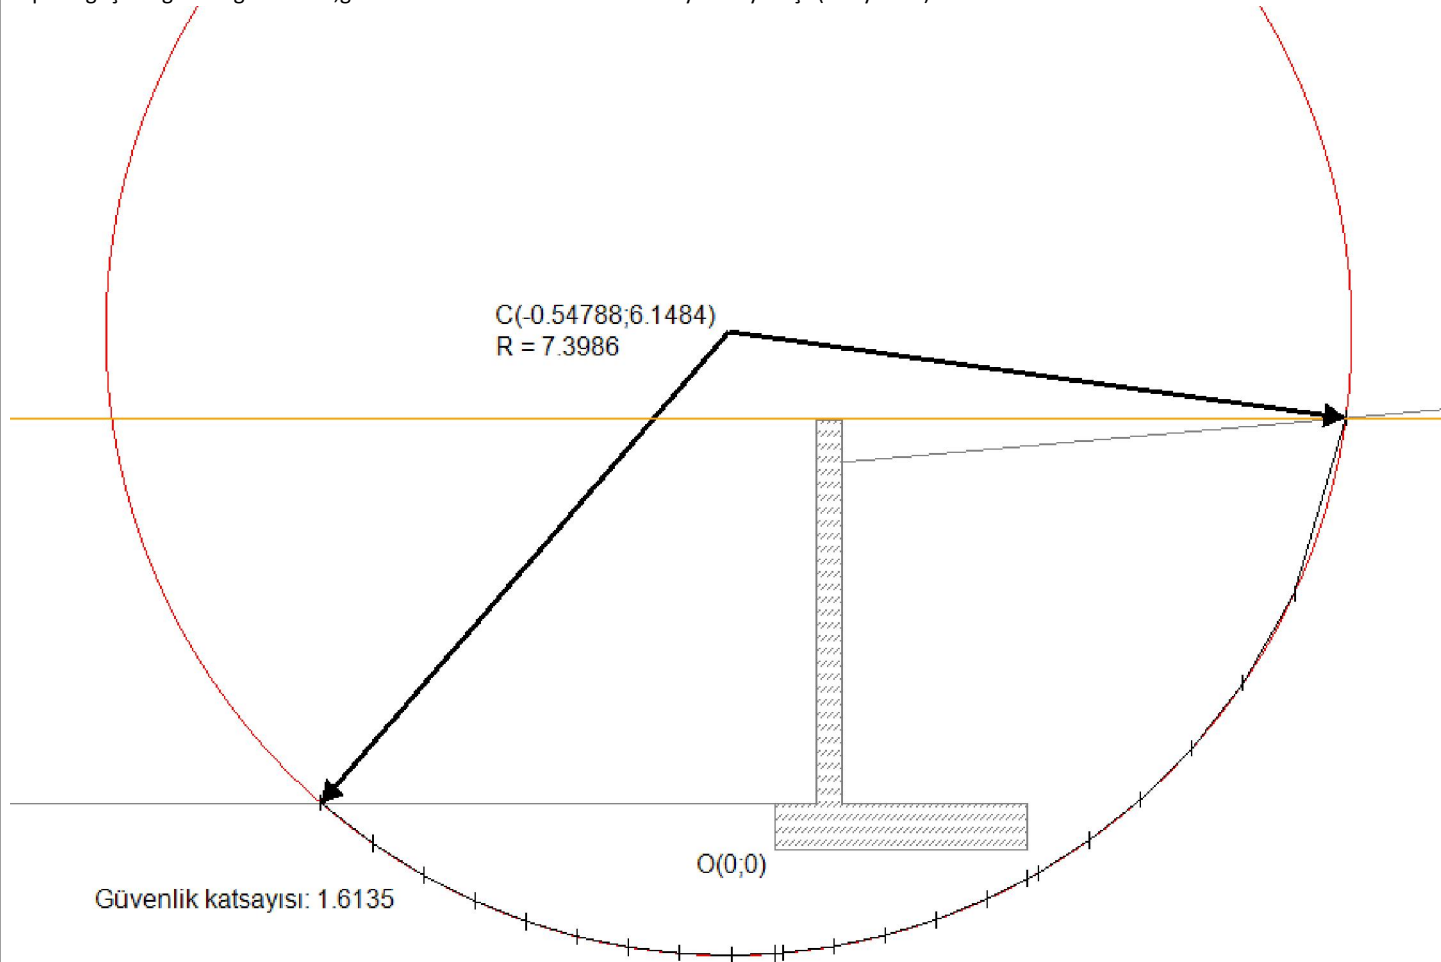 C(-0.54788;6.1484)
R = 7.3986
O(0;0)
Güvenlik katsayısı: 1.6135